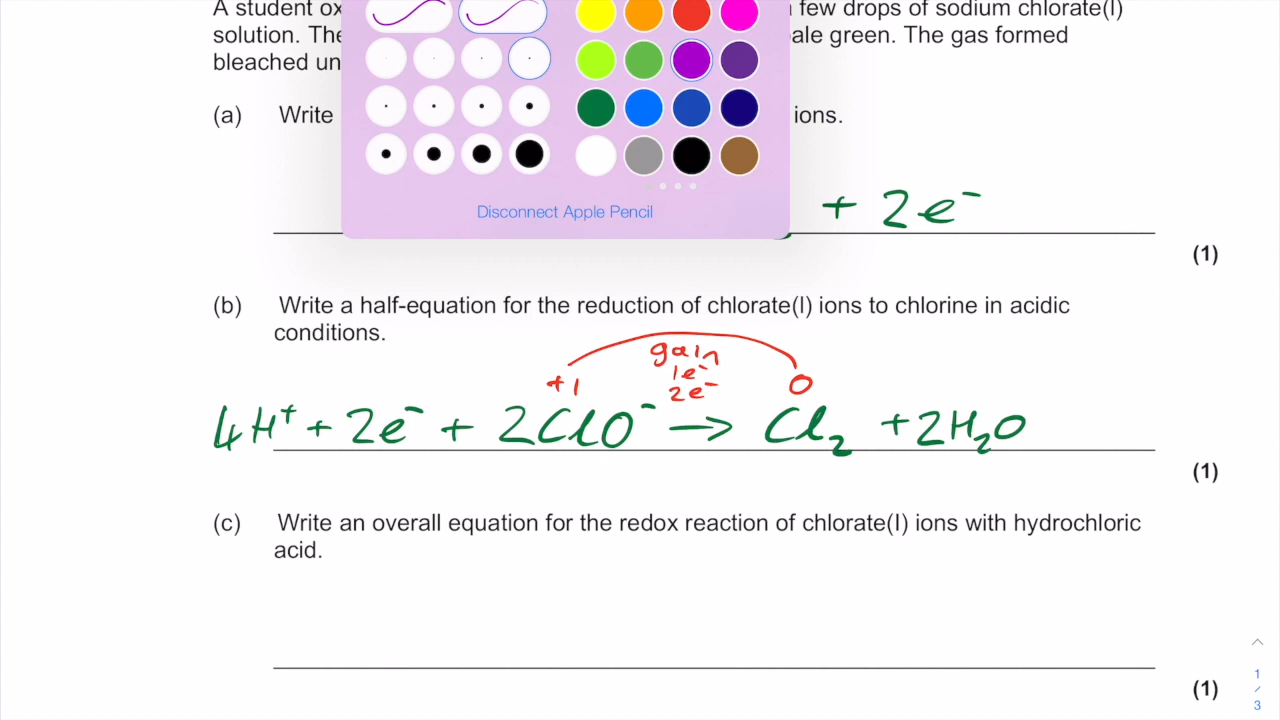 A student ox few drops of sodium chlorate(I)
solution. The ale green. The gas formed
bleached un
(a) Write ions.
Disconnect Apple Pencil
+ 2e⁻
(1)
(b) Write a half-equation for the reduction of chlorate(I) ions to chlorine in acidic
conditions.
gain
+1 1e⁻ 0
2e⁻
4H⁺ + 2e⁻ + 2ClO⁻ → Cl₂ + 2H₂O
(1)
(c) Write an overall equation for the redox reaction of chlorate(I) ions with hydrochloric
acid.
(1)
1
/
3